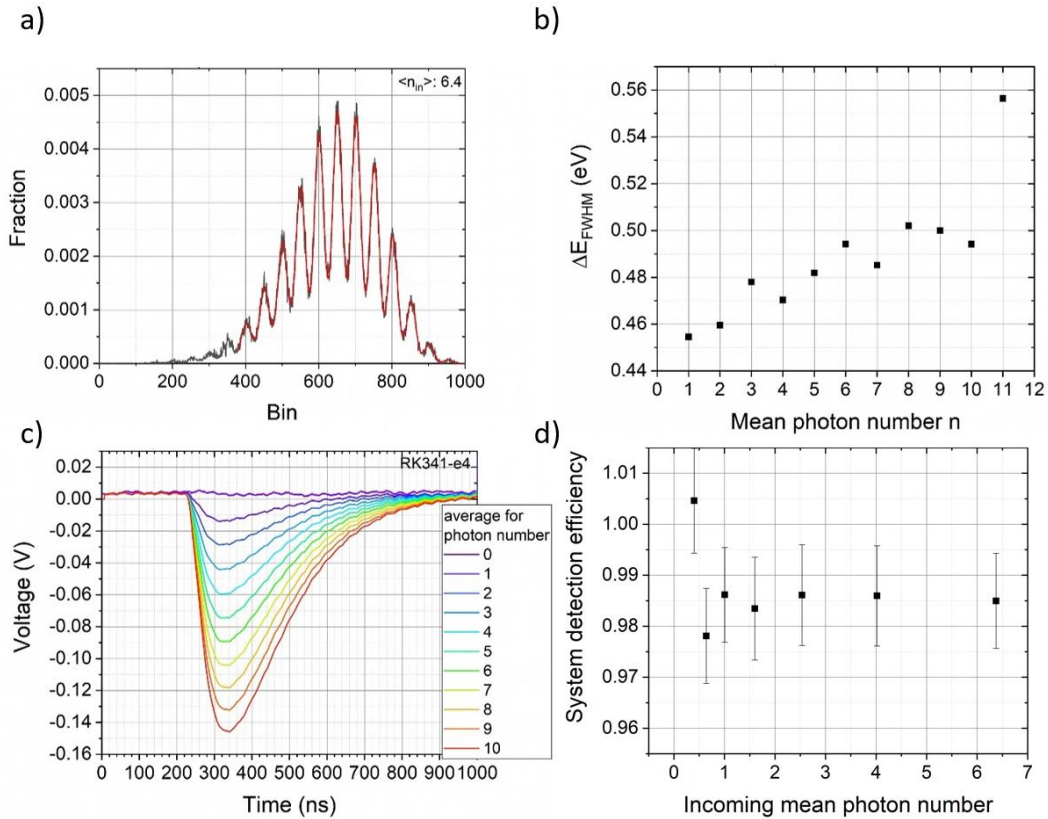 a)
<n_in>: 6.4
0.005
0.004
0.003
0.002
0.001
0.000
Fraction
0 200 400 600 800 1000
Bin
b)
0.56
0.54
0.52
0.50
0.48
0.46
0.44
ΔE_FWHM (eV)
0 1 2 3 4 5 6 7 8 9 10 11 12
Mean photon number n
c)
RK341-e4
0.02
0.00
-0.02
-0.04
-0.06
-0.08
-0.10
-0.12
-0.14
-0.16
Voltage (V)
0 100 200 300 400 500 600 700 800 900 1000
Time (ns)
average for
photon number
0
1
2
3
4
5
6
7
8
9
10
d)
1.01
1.00
0.99
0.98
0.97
0.96
System detection efficiency
0 1 2 3 4 5 6 7
Incoming mean photon number